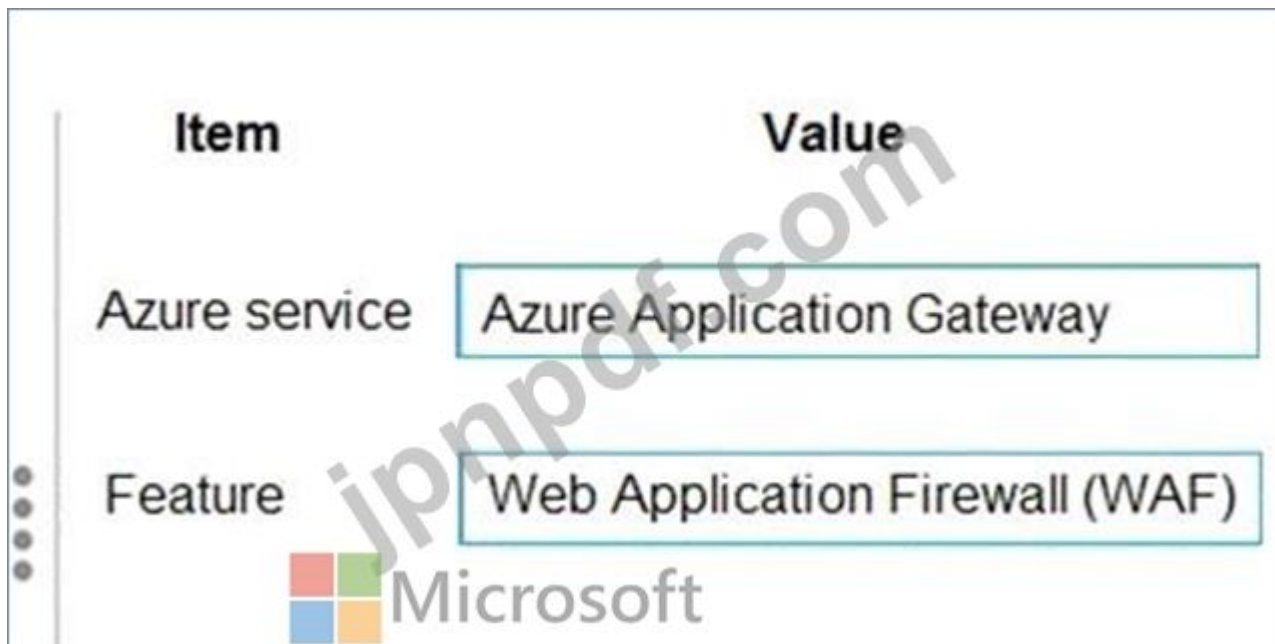 Item Value
Azure service Azure Application Gateway
Feature Web Application Firewall (WAF)
jpnpdf.com
Microsoft